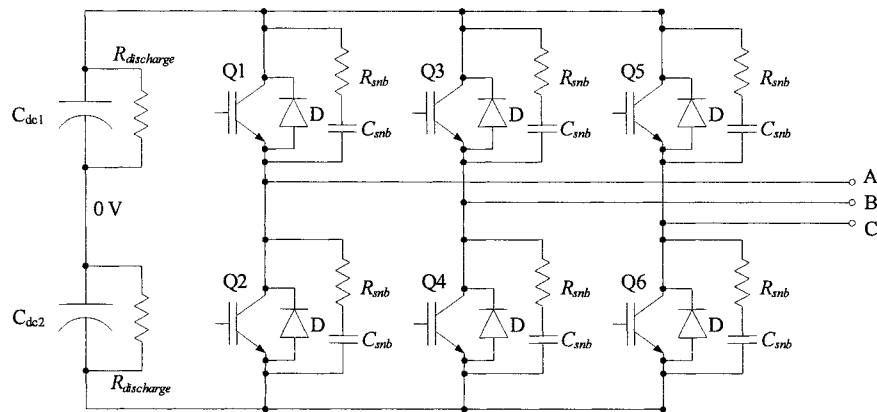 R_discharge
C_dc1
0 V
C_dc2
R_discharge
Q1
D
R_snb
C_snb
Q3
D
R_snb
C_snb
Q5
D
R_snb
C_snb
A
B
C
Q2
D
R_snb
C_snb
Q4
D
R_snb
C_snb
Q6
D
R_snb
C_snb